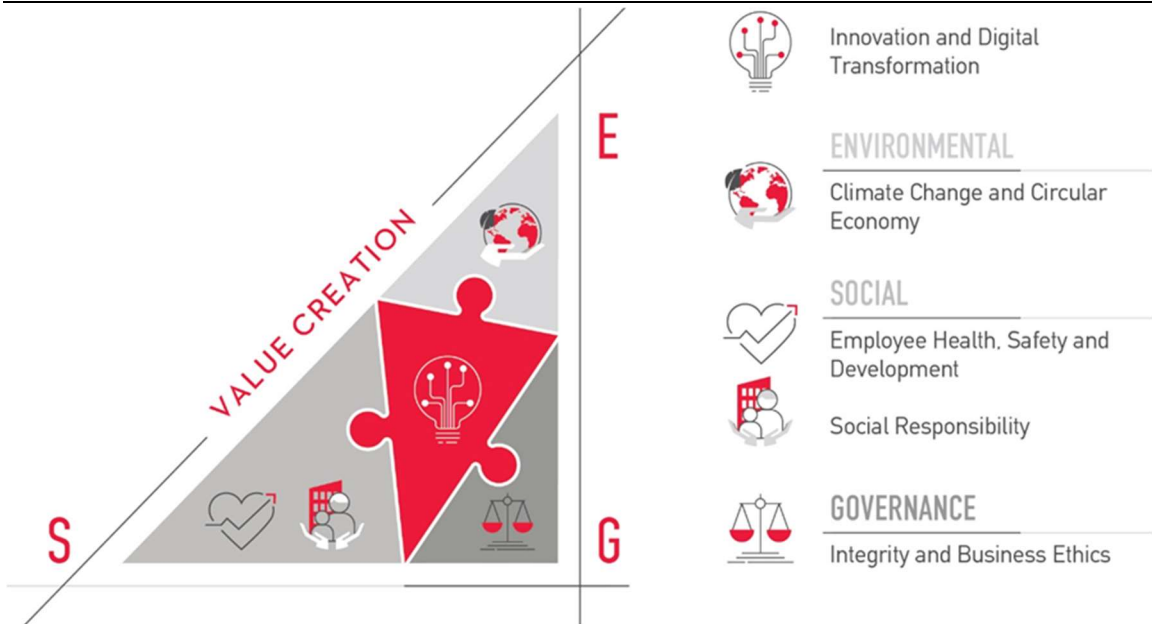 VALUE CREATION
E
S
G
Innovation and Digital
Transformation
ENVIRONMENTAL
Climate Change and Circular
Economy
SOCIAL
Employee Health, Safety and
Development
Social Responsibility
GOVERNANCE
Integrity and Business Ethics